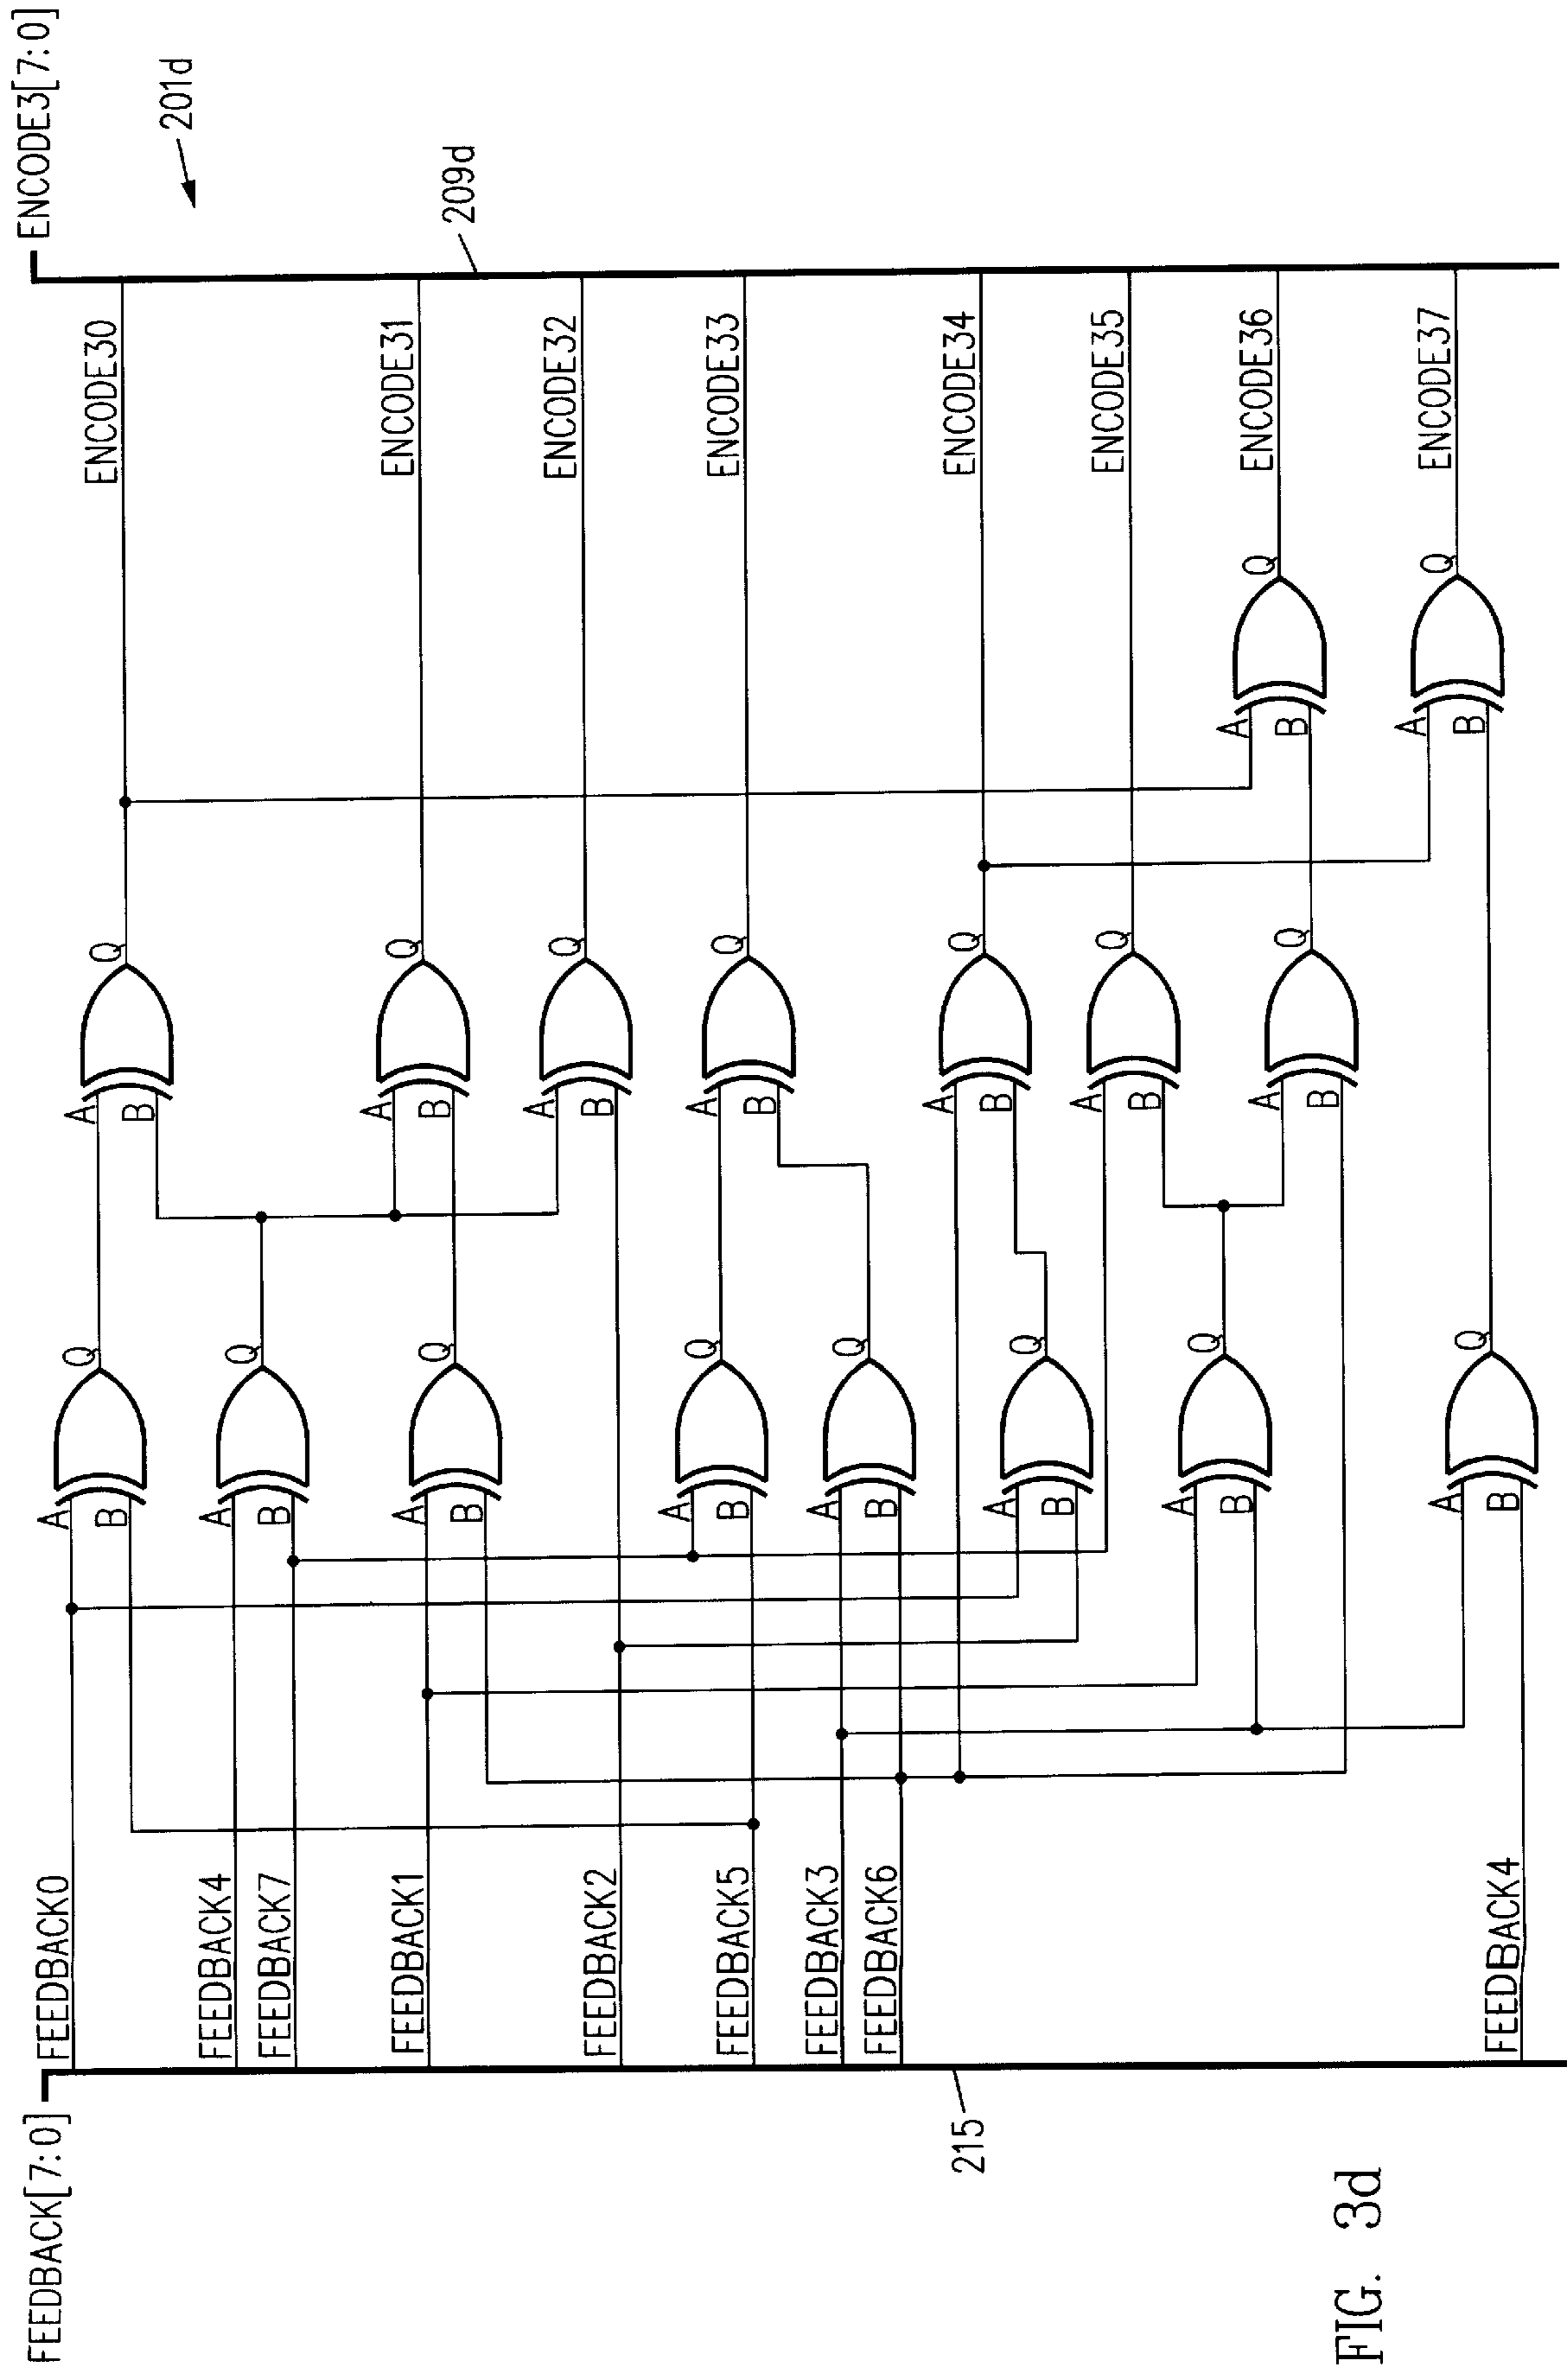 FEEDBACK[7:0]
ENCODE3[7:0]
201d
209d
215
FEEDBACK0
FEEDBACK4
FEEDBACK7
FEEDBACK1
FEEDBACK2
FEEDBACK5
FEEDBACK3
FEEDBACK6
FEEDBACK4
A
B
Q
A
B
Q
A
B
Q
A
B
Q
A
B
Q
A
B
Q
A
B
Q
A
B
Q
A
B
Q
A
B
Q
A
B
Q
A
B
Q
A
B
Q
A
B
Q
A
B
Q
A
B
Q
A
B
Q
ENCODE30
ENCODE31
ENCODE32
ENCODE33
ENCODE34
ENCODE35
ENCODE36
ENCODE37
FIG. 3d